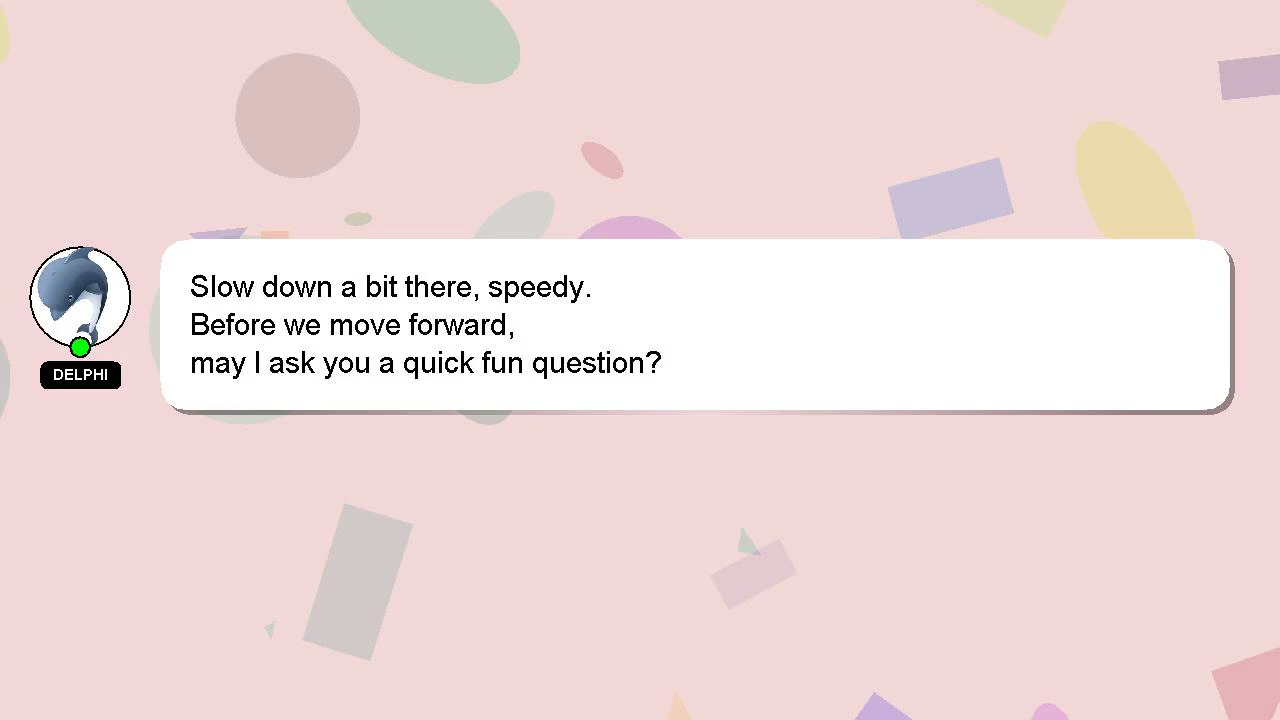 Slow down a bit there, speedy.
Before we move forward,
may I ask you a quick fun question?
DELPHI